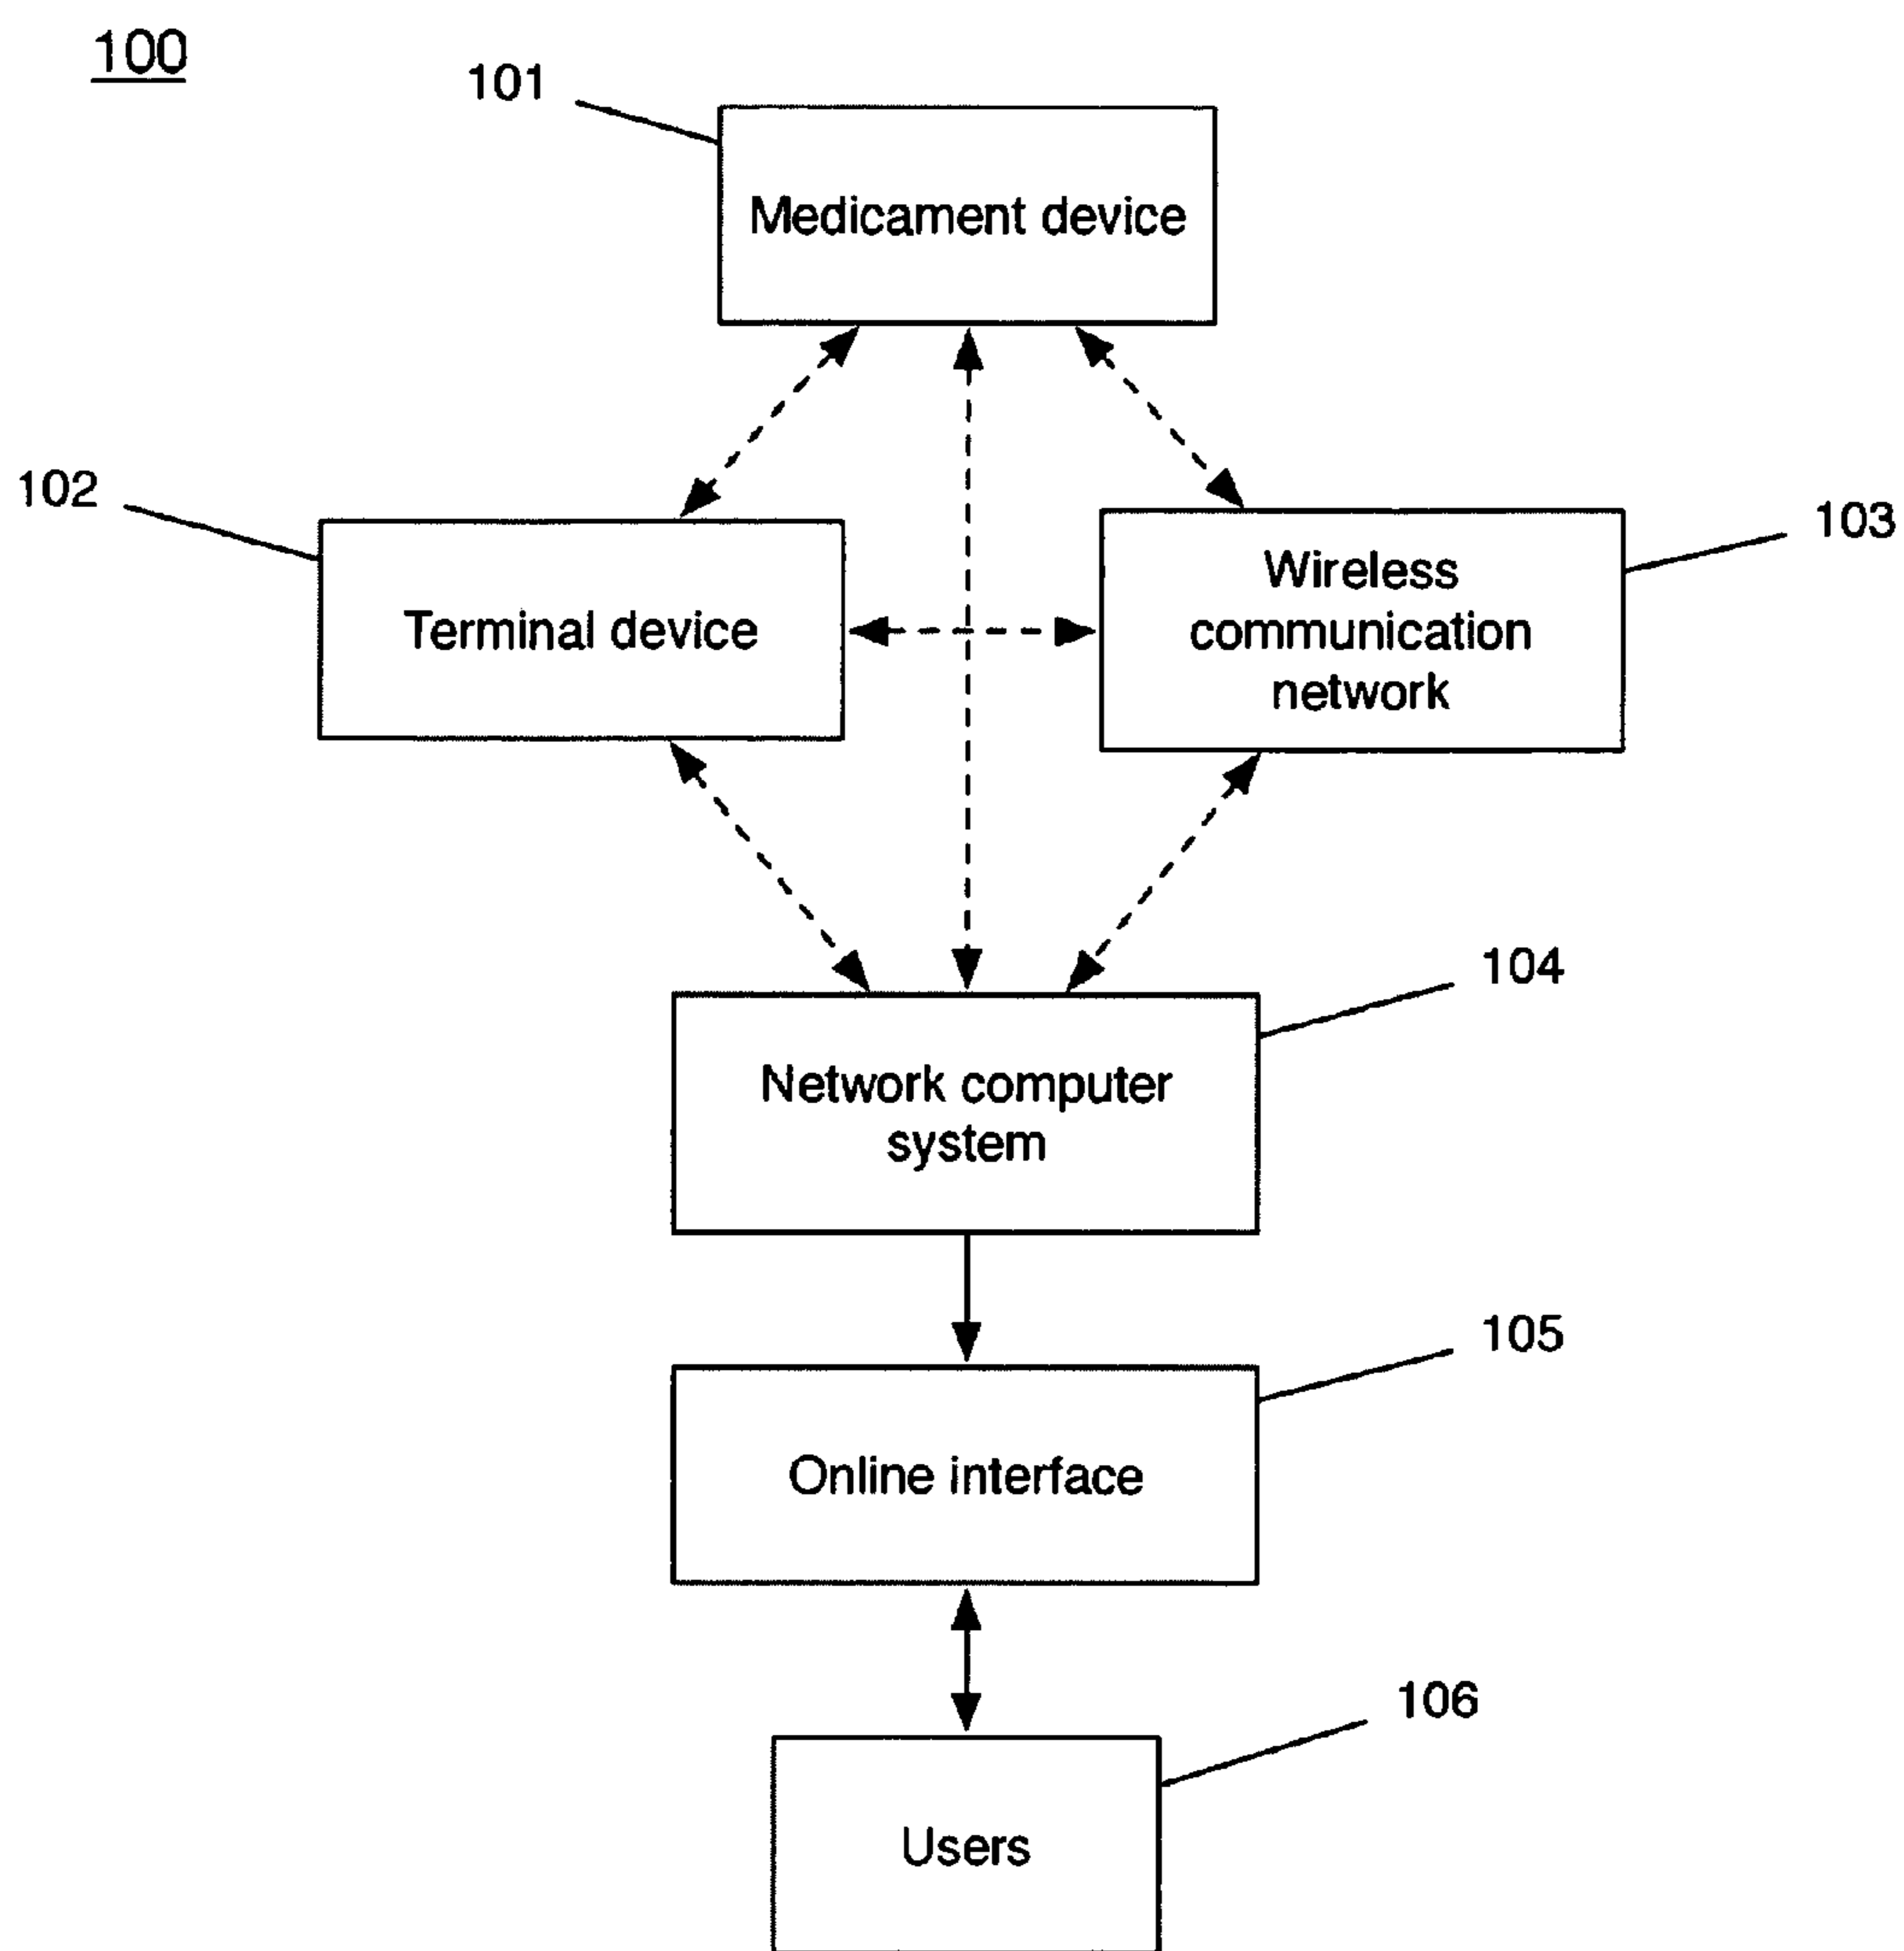 100
101
Medicament device
102
Terminal device
Wireless
communication
network
103
104
Network computer
system
105
Online interface
106
Users